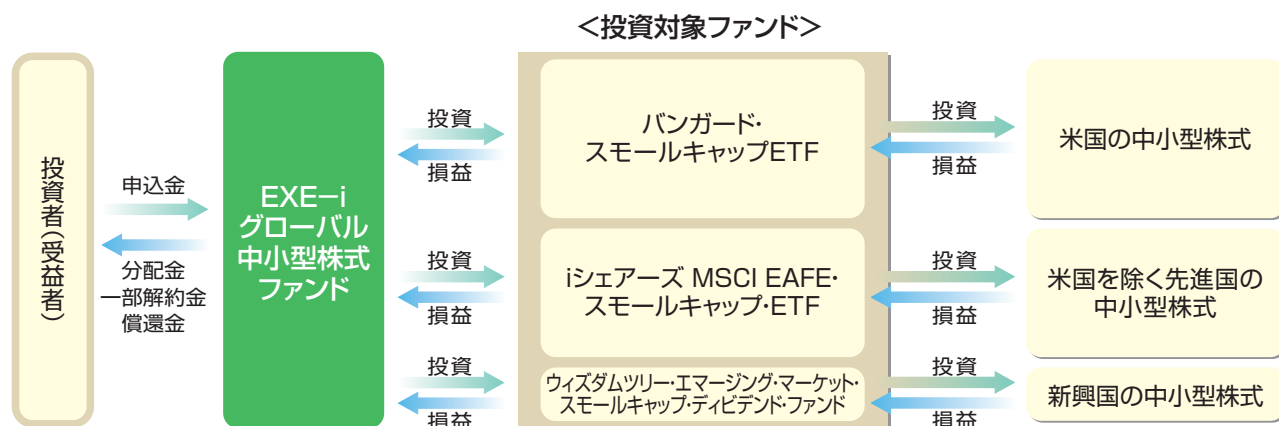 <投資対象ファンド>
投資者(受益者)
申込金
分配金
一部解約金
償還金
EXE-i
グローバル
中小型株式
ファンド
投資
損益
バンガード・
スモールキャップETF
投資
損益
米国の中小型株式
投資
損益
iシェアーズ MSCI EAFE・
スモールキャップ・ETF
投資
損益
米国を除く先進国の
中小型株式
投資
損益
ウィズダムツリー・エマージング・マーケット・
スモールキャップ・ディビデンド・ファンド
投資
損益
新興国の中小型株式